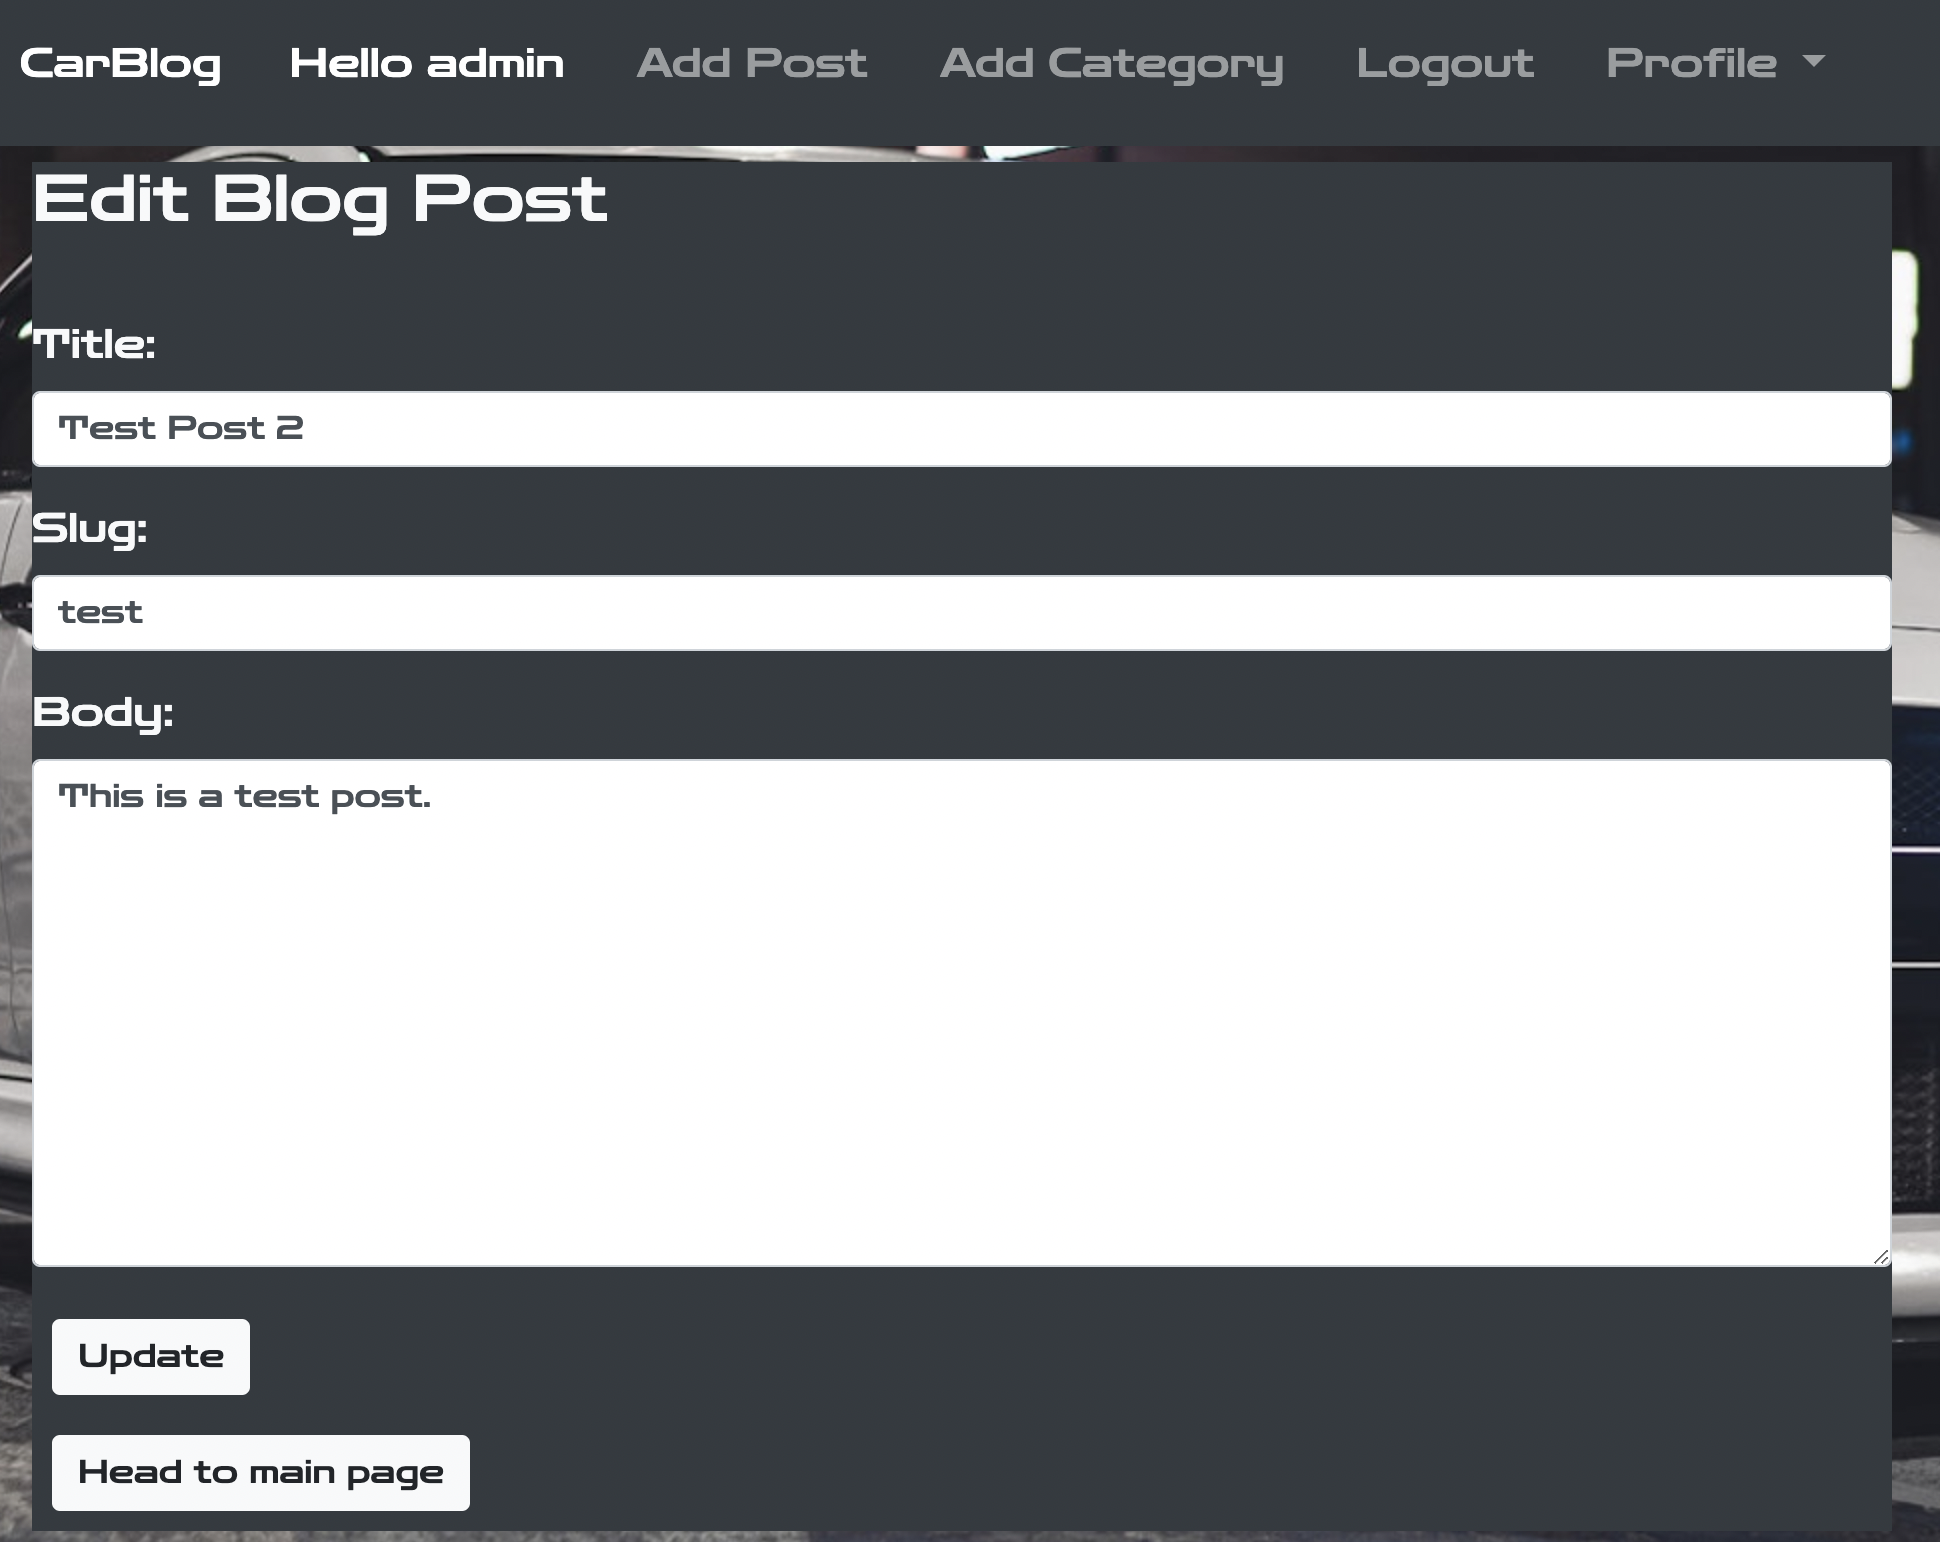 CarBlog Hello admin Add Post Add Category Logout Profile
Edit Blog Post
Title:
Test Post 2
Slug:
test
Body:
This is a test post.
Update
Head to main page